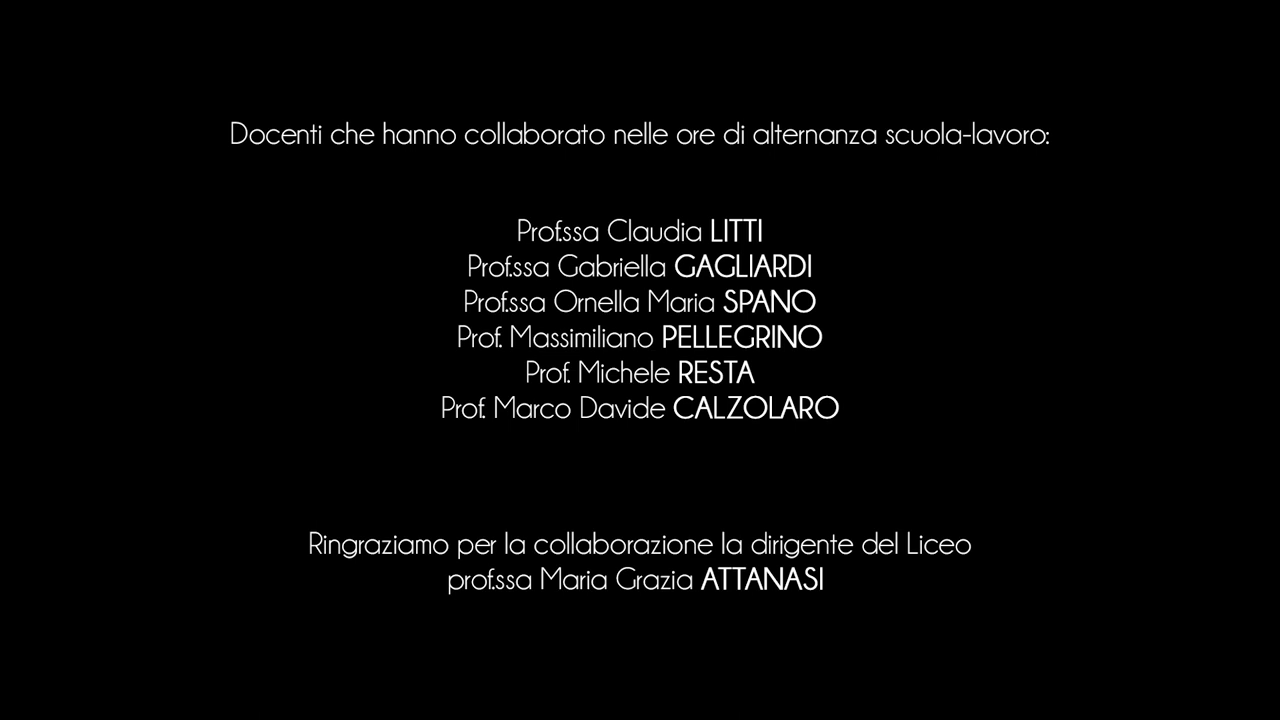 Docenti che hanno collaborato nelle ore di alternanza scuola-lavoro:
Prof.ssa Claudia LITTI
Prof.ssa Gabriella GAGLIARDI
Prof.ssa Ornella Maria SPANO
Prof. Massimiliano PELLEGRINO
Prof. Michele RESTA
Prof. Marco Davide CALZOLARO
Ringraziamo per la collaborazione la dirigente del Liceo
prof.ssa Maria Grazia ATTANASI